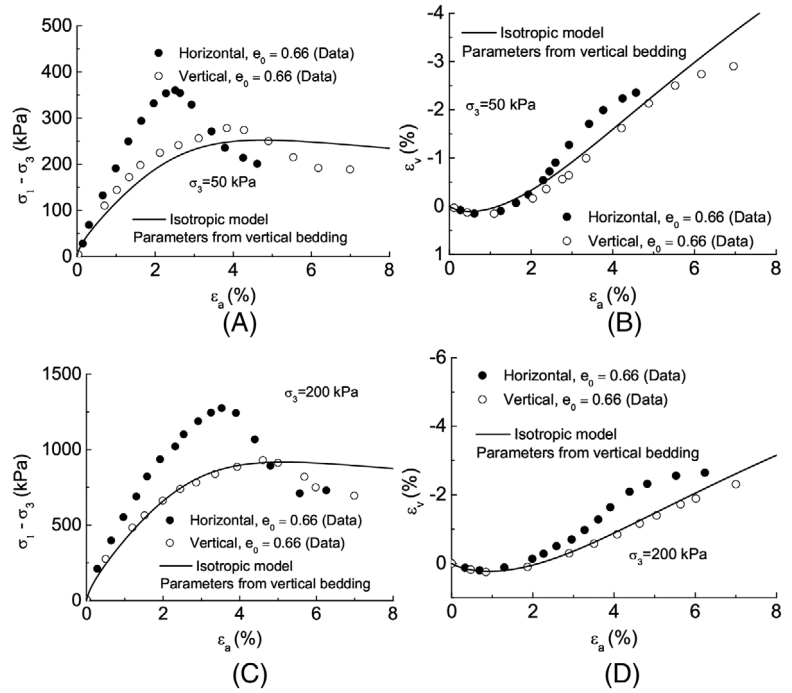 500
400
300
200
100
0
σ1 - σ3 (kPa)
Horizontal, e0 = 0.66 (Data)
Vertical, e0 = 0.66 (Data)
σ3=50 kPa
Isotropic model
Parameters from vertical bedding
0 2 4 6 8
εa (%)
(A)
-4
-3
-2
-1
0
1
εv (%)
Isotropic model
Parameters from vertical bedding
σ3=50 kPa
Horizontal, e0 = 0.66 (Data)
Vertical, e0 = 0.66 (Data)
0 2 4 6 8
εa (%)
(B)
1500
1000
500
0
σ1 - σ3 (kPa)
σ3=200 kPa
Horizontal, e0 = 0.66 (Data)
Vertical, e0 = 0.66 (Data)
Isotropic model
Parameters from vertical bedding
0 2 4 6 8
εa (%)
(C)
-6
-4
-2
0
εv (%)
Horizontal, e0 = 0.66 (Data)
Vertical, e0 = 0.66 (Data)
Isotropic model
Parameters from vertical bedding
σ3=200 kPa
0 2 4 6 8
εa (%)
(D)